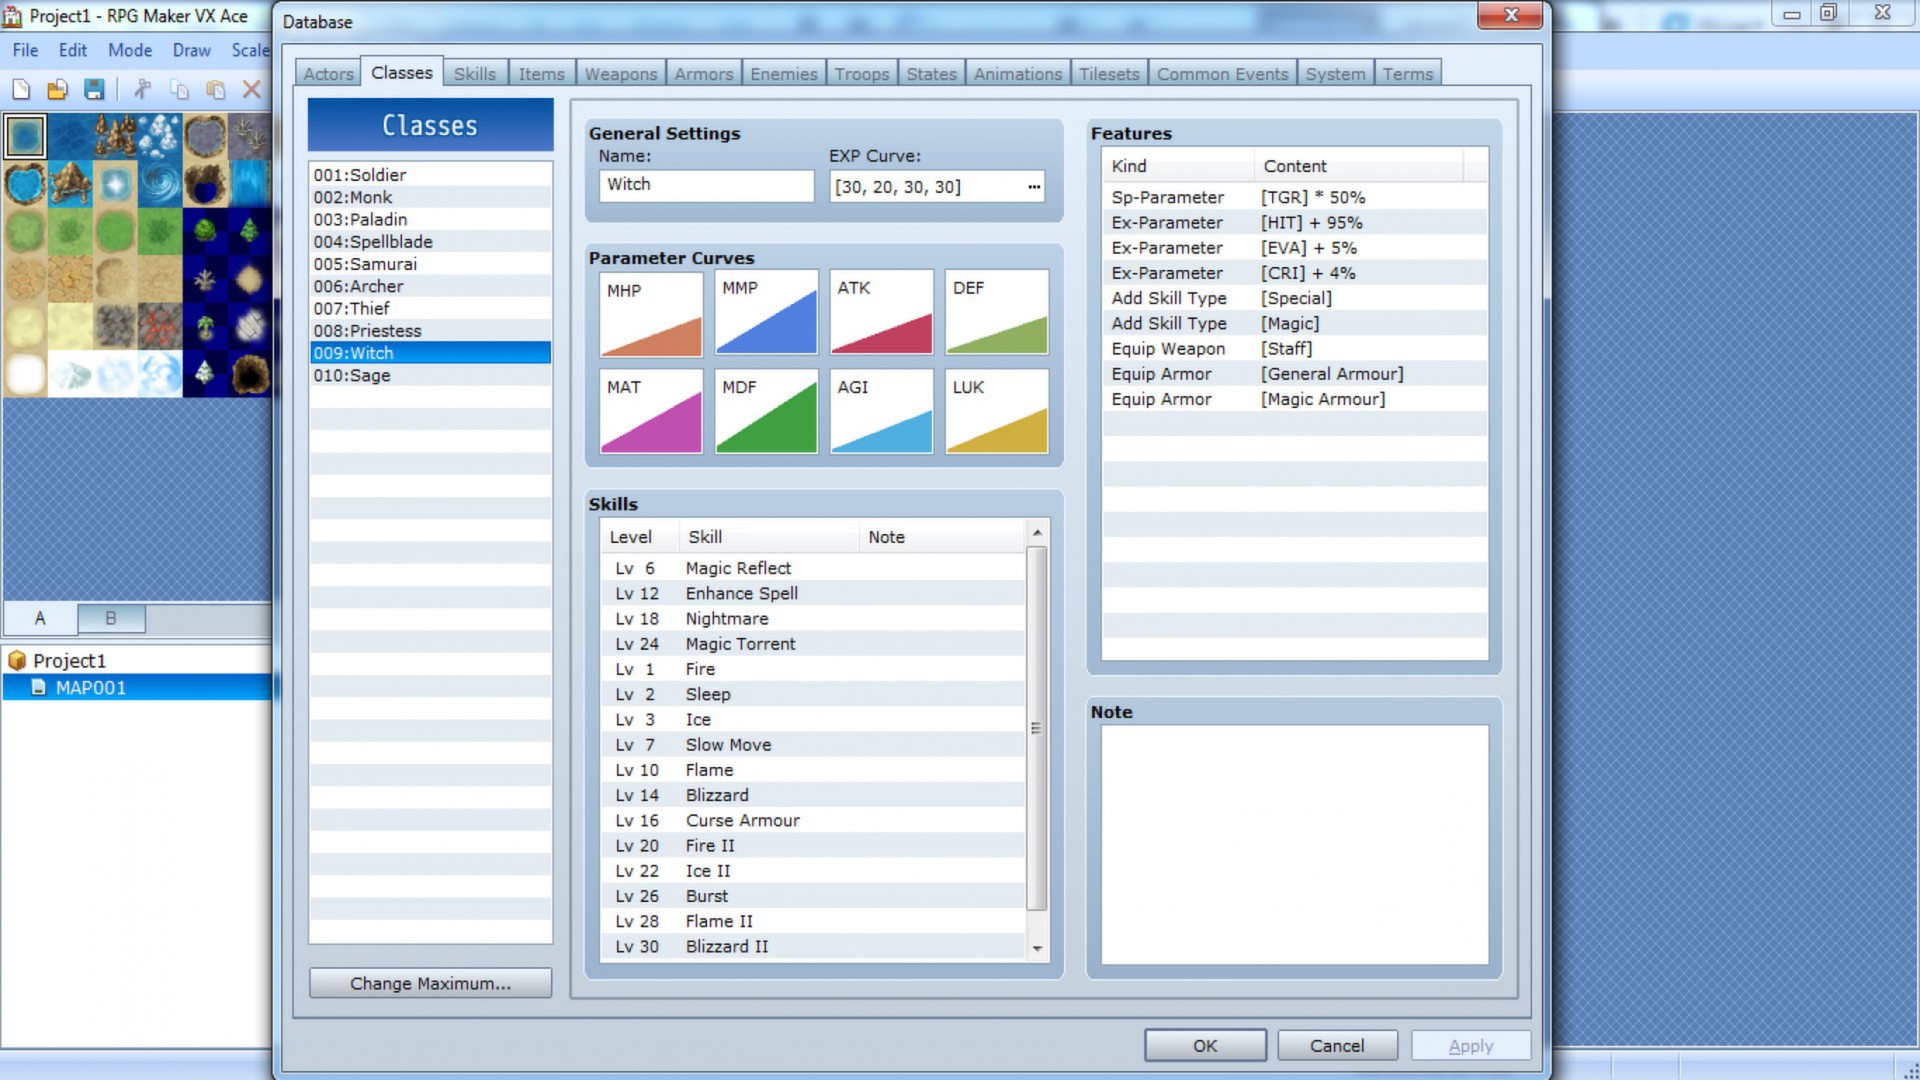 Project1 - RPG Maker VX Ace
File Edit Mode Draw Scale
A B
Project1
MAP001
Database
Actors Classes Skills Items Weapons Armors Enemies Troops States Animations Tilesets Common Events System Terms
Classes
001:Soldier
002:Monk
003:Paladin
004:Spellblade
005:Samurai
006:Archer
007:Thief
008:Priestess
009:Witch
010:Sage
Change Maximum...
General Settings
Name: EXP Curve:
Witch [30, 20, 30, 30] ...
Parameter Curves
MHP MMP ATK DEF
MAT MDF AGI LUK
Skills
Level Skill Note
Lv 6 Magic Reflect
Lv 12 Enhance Spell
Lv 18 Nightmare
Lv 24 Magic Torrent
Lv 1 Fire
Lv 2 Sleep
Lv 3 Ice
Lv 7 Slow Move
Lv 10 Flame
Lv 14 Blizzard
Lv 16 Curse Armour
Lv 20 Fire II
Lv 22 Ice II
Lv 26 Burst
Lv 28 Flame II
Lv 30 Blizzard II
Features
Kind Content
Sp-Parameter [TGR] * 50%
Ex-Parameter [HIT] + 95%
Ex-Parameter [EVA] + 5%
Ex-Parameter [CRI] + 4%
Add Skill Type [Special]
Add Skill Type [Magic]
Equip Weapon [Staff]
Equip Armor [General Armour]
Equip Armor [Magic Armour]
Note
OK Cancel Apply